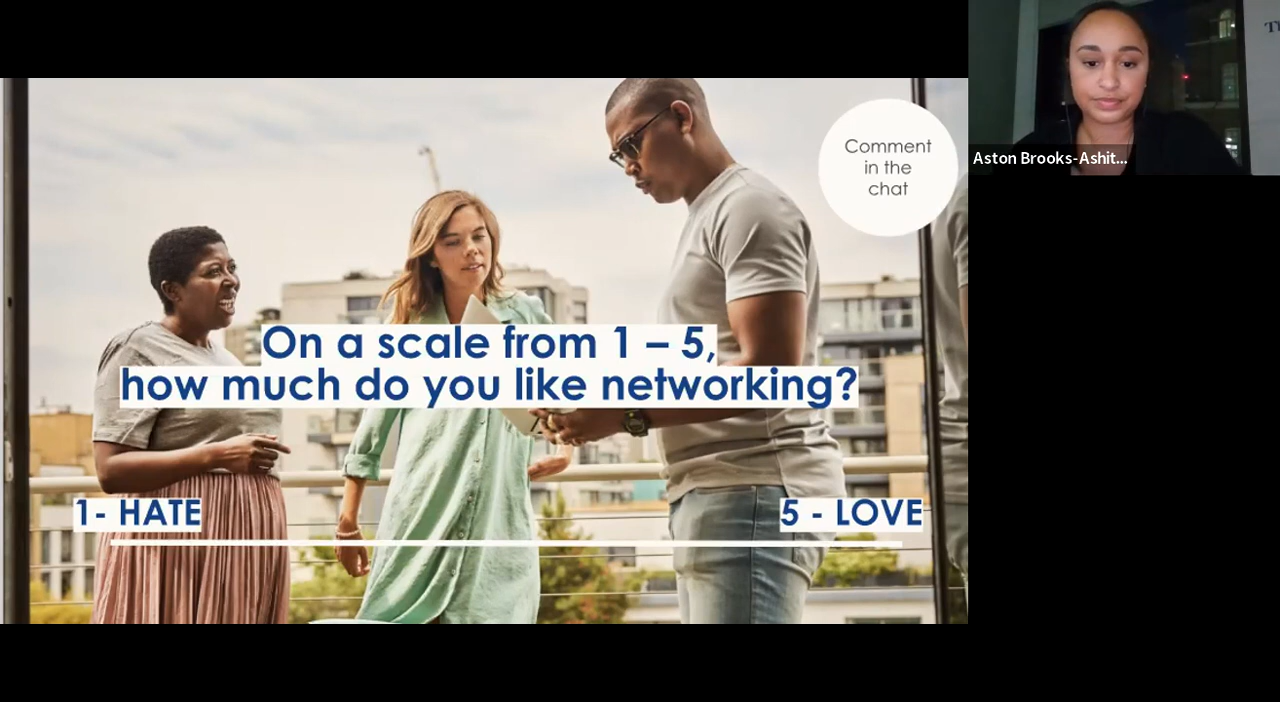 Comment
in the
chat
On a scale from 1 – 5,
how much do you like networking?
1- HATE
5 - LOVE
Aston Brooks-Ashit...